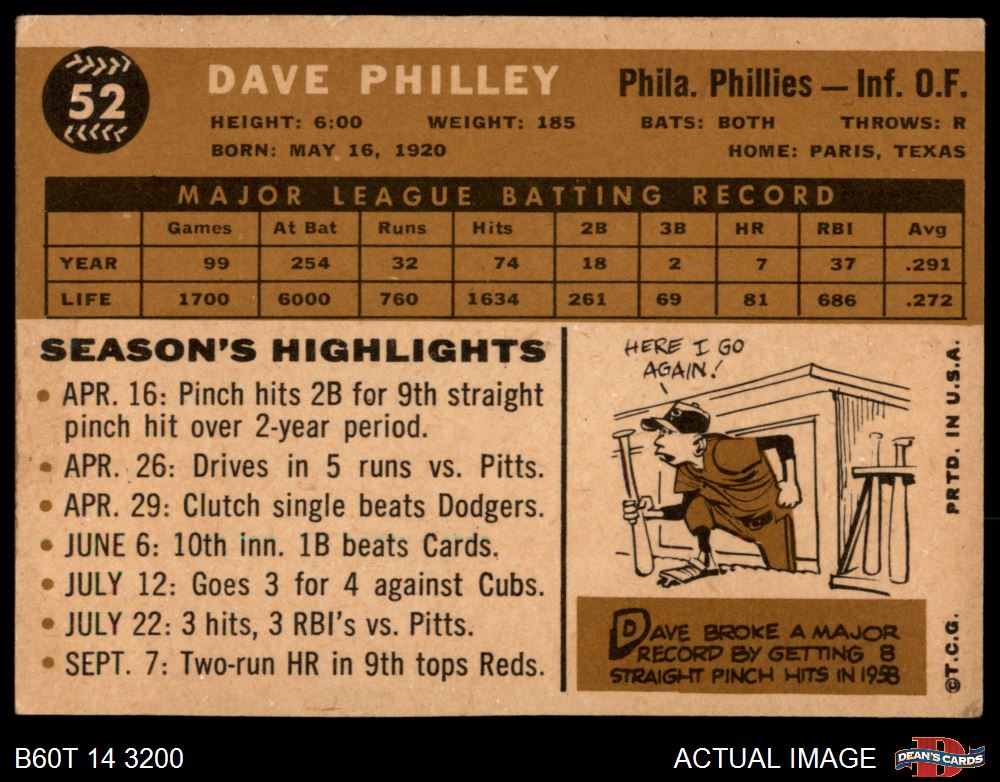 52
DAVE PHILLEY
Phila. Phillies — Inf. O.F.
HEIGHT: 6:00 WEIGHT: 185 BATS: BOTH THROWS: R
BORN: MAY 16, 1920 HOME: PARIS, TEXAS
MAJOR LEAGUE BATTING RECORD
Games At Bat Runs Hits 2B 3B HR RBI Avg
YEAR 99 254 32 74 18 2 7 37 .291
LIFE 1700 6000 760 1634 261 69 81 686 .272
SEASON'S HIGHLIGHTS
• APR. 16: Pinch hits 2B for 9th straight
pinch hit over 2-year period.
• APR. 26: Drives in 5 runs vs. Pitts.
• APR. 29: Clutch single beats Dodgers.
• JUNE 6: 10th inn. 1B beats Cards.
• JULY 12: Goes 3 for 4 against Cubs.
• JULY 22: 3 hits, 3 RBI's vs. Pitts.
• SEPT. 7: Two-run HR in 9th tops Reds.
HERE I GO
AGAIN!
P
DAVE BROKE A MAJOR
RECORD BY GETTING 8
STRAIGHT PINCH HITS IN 1958
©T.C.G. PRTD. IN U.S.A.
B60T 14 3200
ACTUAL IMAGE
D
DEAN'S CARDS